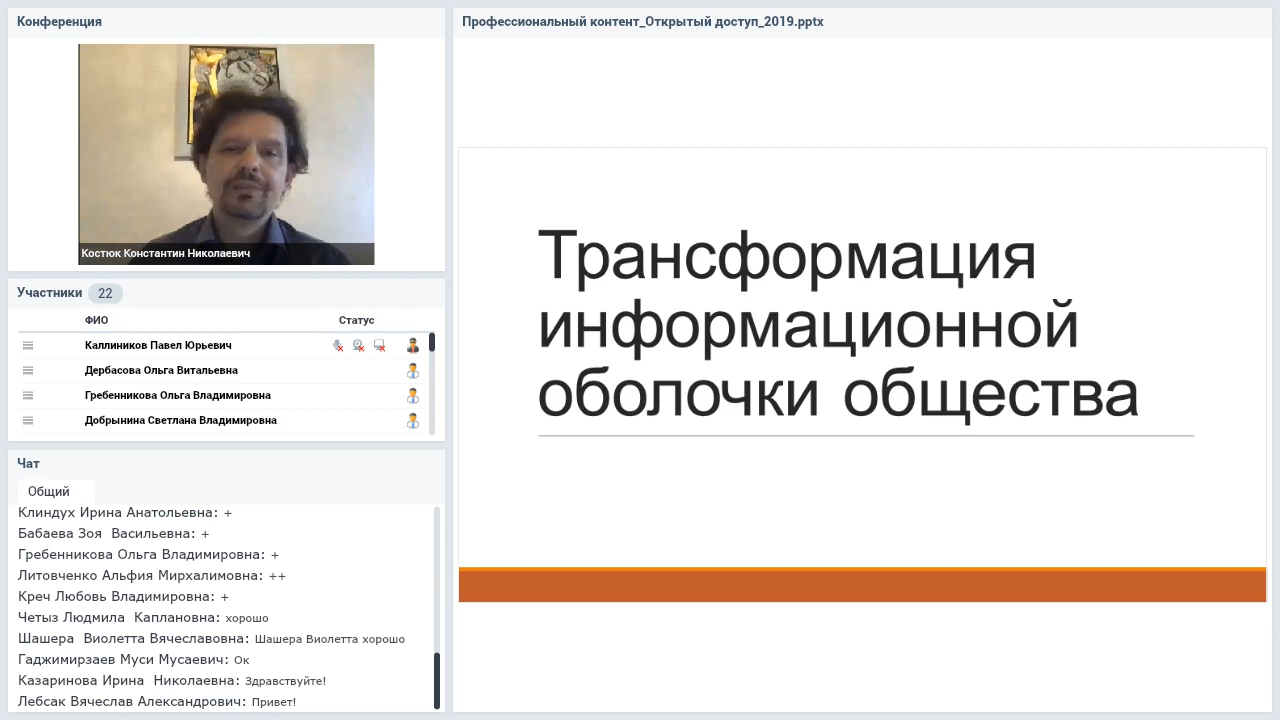 Конференция
Костюк Константин Николаевич
Участники 22
ФИО Статус
Каллиников Павел Юрьевич
Дербасова Ольга Витальевна
Гребенникова Ольга Владимировна
Добрынина Светлана Владимировна
Чат
Общий
Клиндух Ирина Анатольевна: +
Бабаева Зоя Васильевна: +
Гребенникова Ольга Владимировна: +
Литовченко Альфия Мирхалимовна: ++
Креч Любовь Владимировна: +
Четыз Людмила Каплановна: хорошо
Шашера Виолетта Вячеславовна: Шашера Виолетта хорошо
Гаджимирзаев Муси Мусаевич: Ок
Казаринова Ирина Николаевна: Здравствуйте!
Лебсак Вячеслав Александрович: Привет!
Профессиональный контент_Открытый доступ_2019.pptx
Трансформация
информационной
оболочки общества